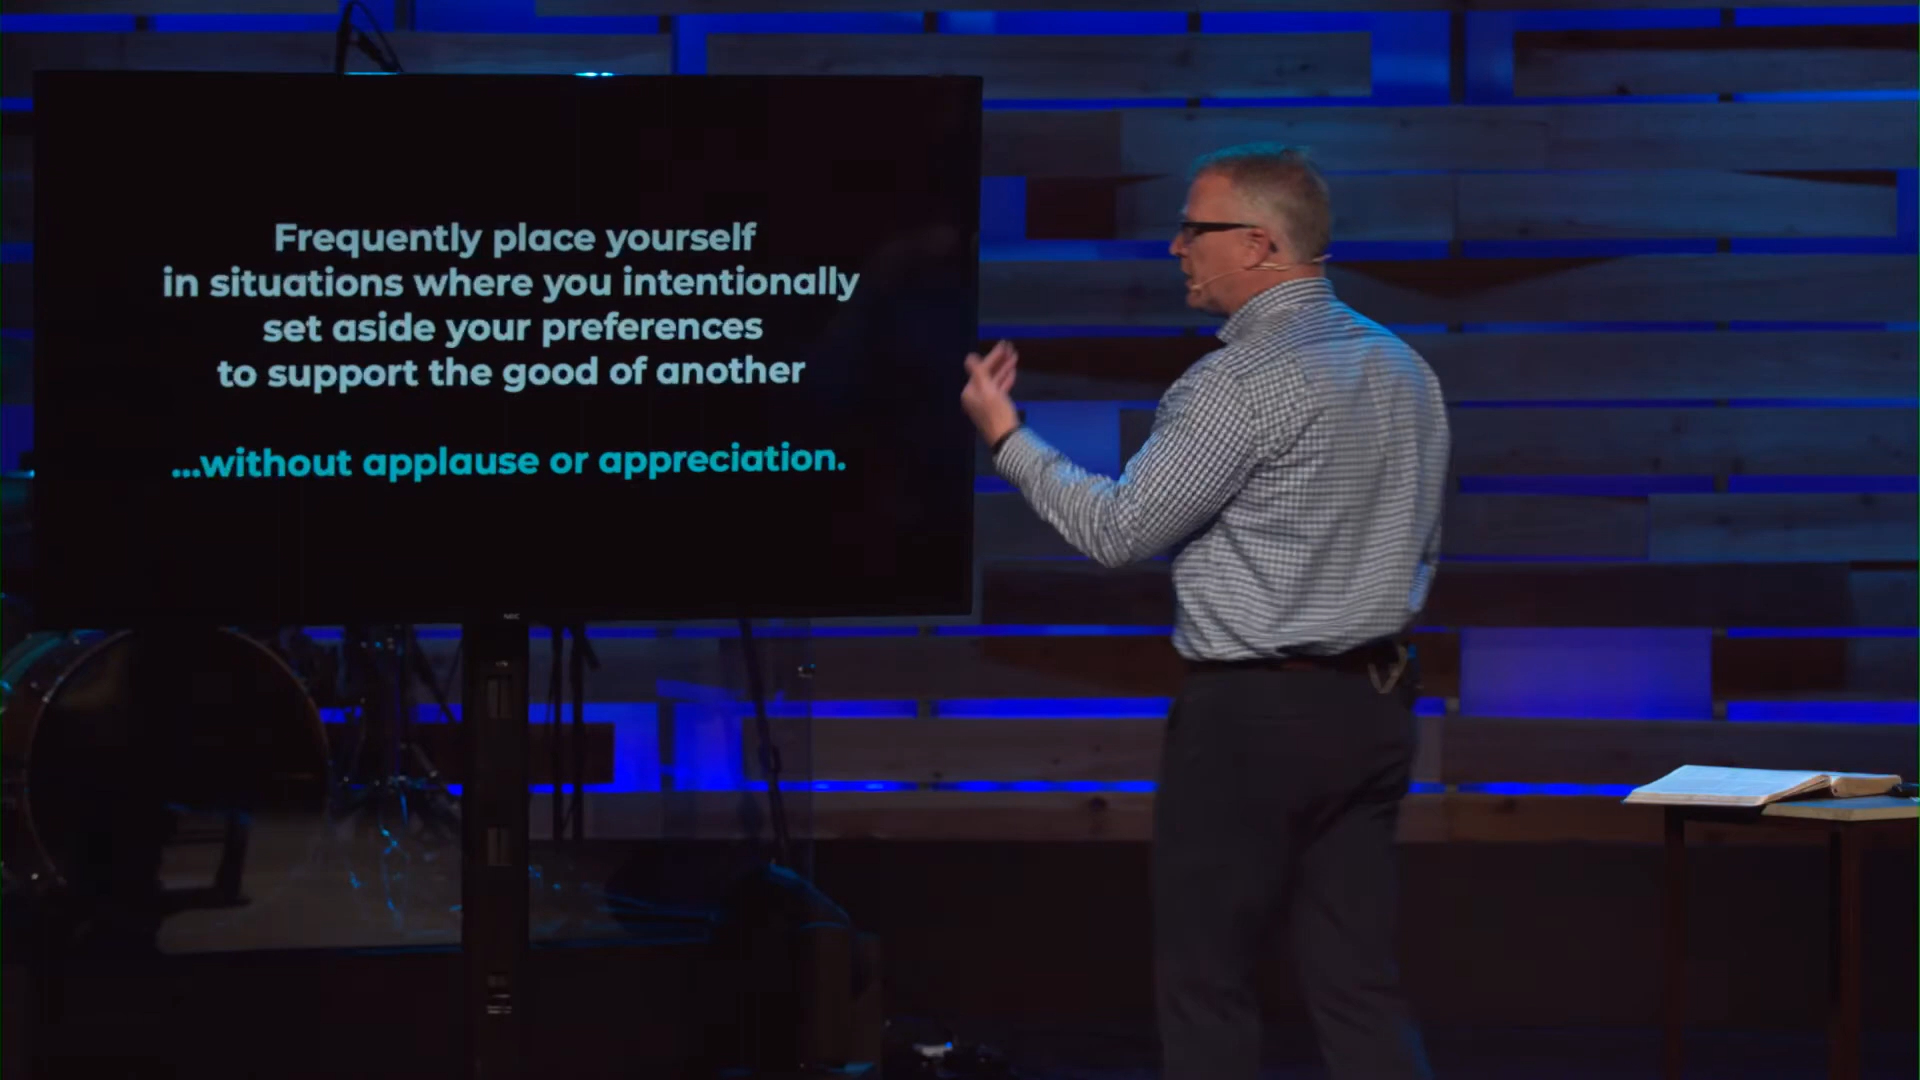 Frequently place yourself
in situations where you intentionally
set aside your preferences
to support the good of another
...without applause or appreciation.
NEC